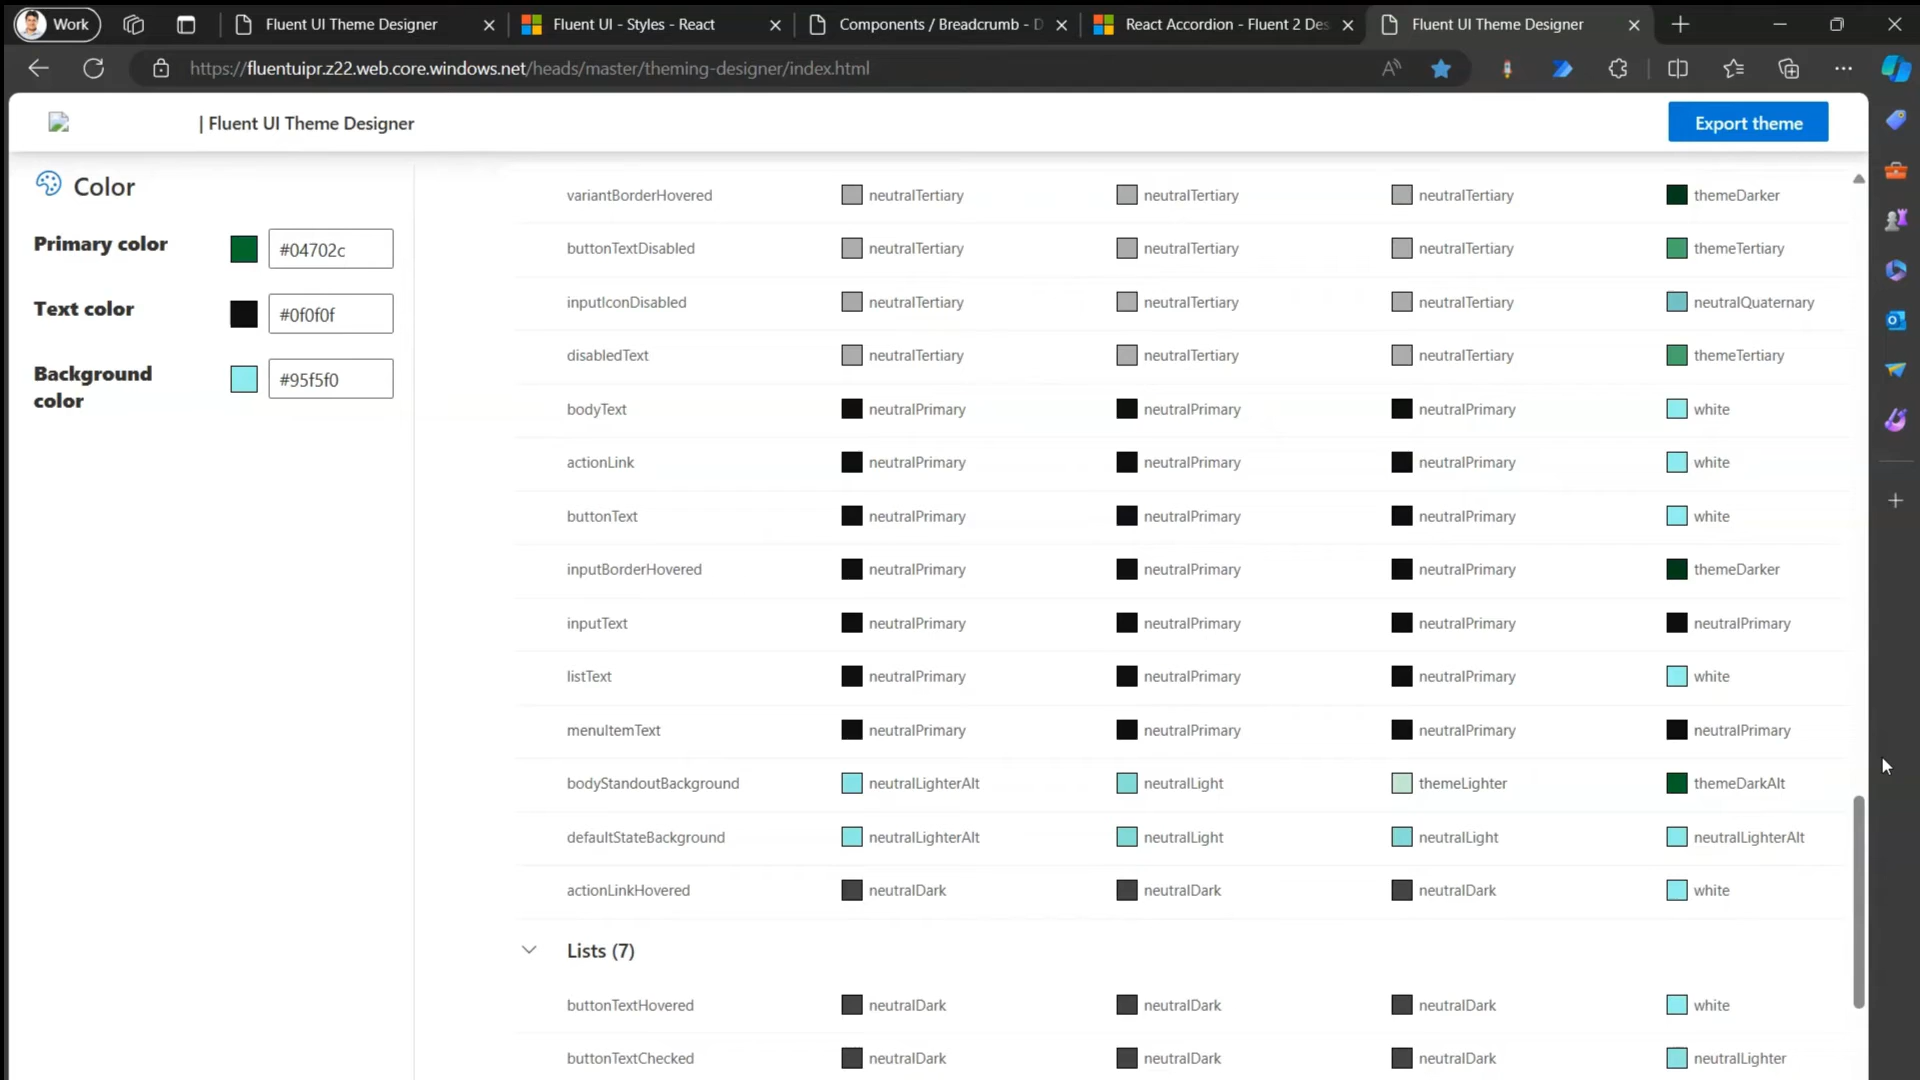 Work
Fluent UI Theme Designer
Fluent UI - Styles - React
Components / Breadcrumb - D
React Accordion - Fluent 2 Des
Fluent UI Theme Designer
https://fluentuipr.z22.web.core.windows.net/heads/master/theming-designer/index.html
| Fluent UI Theme Designer
Export theme
Color
Primary color #04702c
Text color #0f0f0f
Background
color
#95f5f0
variantBorderHovered neutralTertiary neutralTertiary neutralTertiary themeDarker
buttonTextDisabled neutralTertiary neutralTertiary neutralTertiary themeTertiary
inputIconDisabled neutralTertiary neutralTertiary neutralTertiary neutralQuaternary
disabledText neutralTertiary neutralTertiary neutralTertiary themeTertiary
bodyText neutralPrimary neutralPrimary neutralPrimary white
actionLink neutralPrimary neutralPrimary neutralPrimary white
buttonText neutralPrimary neutralPrimary neutralPrimary white
inputBorderHovered neutralPrimary neutralPrimary neutralPrimary themeDarker
inputText neutralPrimary neutralPrimary neutralPrimary neutralPrimary
listText neutralPrimary neutralPrimary neutralPrimary white
menuItemText neutralPrimary neutralPrimary neutralPrimary neutralPrimary
bodyStandoutBackground neutralLighterAlt neutralLight themeLighter themeDarkAlt
defaultStateBackground neutralLighterAlt neutralLight neutralLight neutralLighterAlt
actionLinkHovered neutralDark neutralDark neutralDark white
Lists (7)
buttonTextHovered neutralDark neutralDark neutralDark white
buttonTextChecked neutralDark neutralDark neutralDark neutralLighter